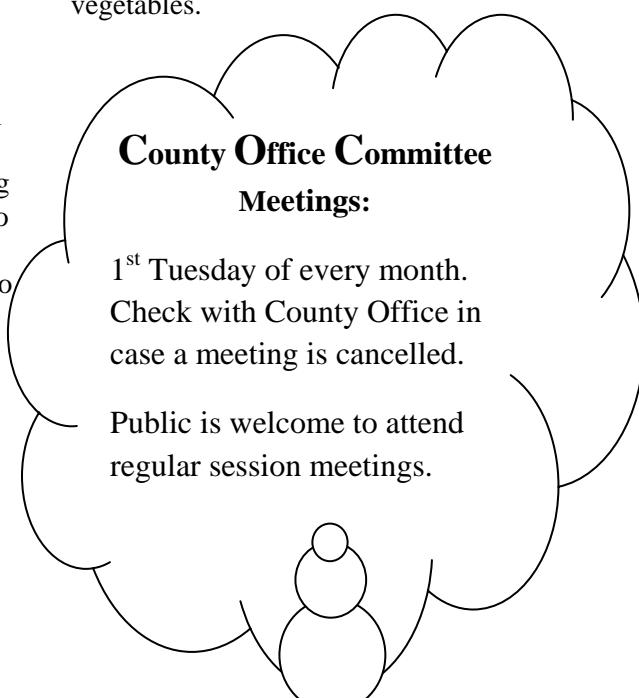 vegetables.
g
o
o
County Office Committee
Meetings:
1st Tuesday of every month.
Check with County Office in
case a meeting is cancelled.
Public is welcome to attend
regular session meetings.